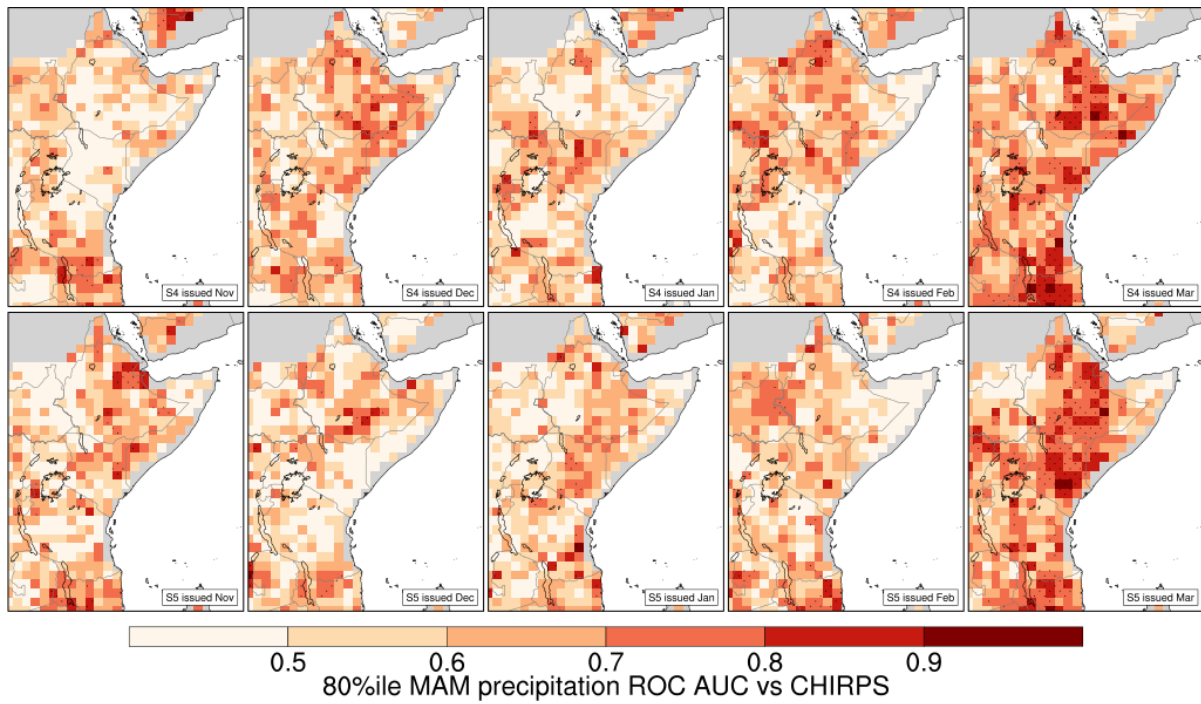 S4 issued Nov
S4 issued Dec
S4 issued Jan
S4 issued Feb
S4 issued Mar
S5 issued Nov
S5 issued Dec
S5 issued Jan
S5 issued Feb
S5 issued Mar
0.5 0.6 0.7 0.8 0.9
80%ile MAM precipitation ROC AUC vs CHIRPS